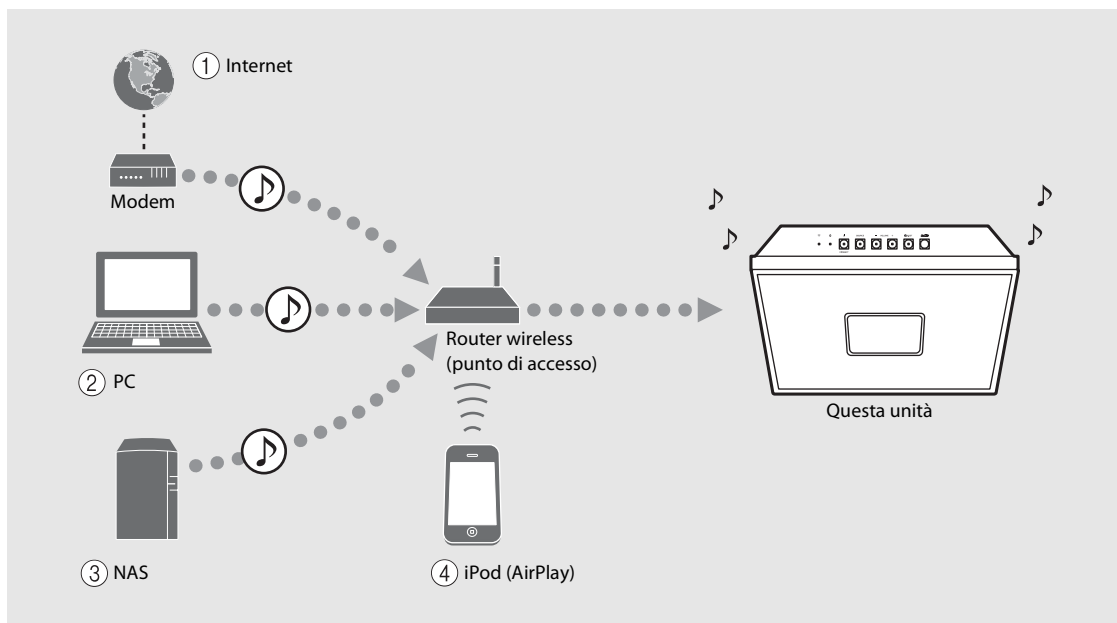 ① Internet
Modem
② PC
Router wireless
(punto di accesso)
Questa unità
③ NAS
④ iPod (AirPlay)